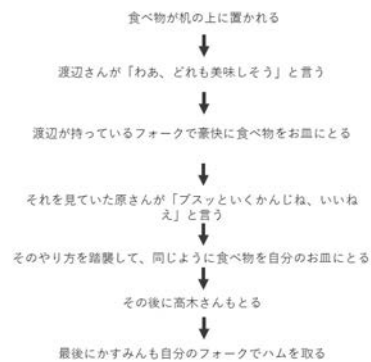 食べ物が机の上に置かれる
渡辺さんが「わあ、どれも美味しそう」と言う
渡辺が持っているフォークで豪快に食べ物をお皿にとる
それを見ていた原さんが「ブスッといくかんじね、いいね
え」と言う
そのやり方を踏襲して、同じように食べ物を自分のお皿にとる
その後に高木さんもとる
最後にかすみんも自分のフォークでハムを取る